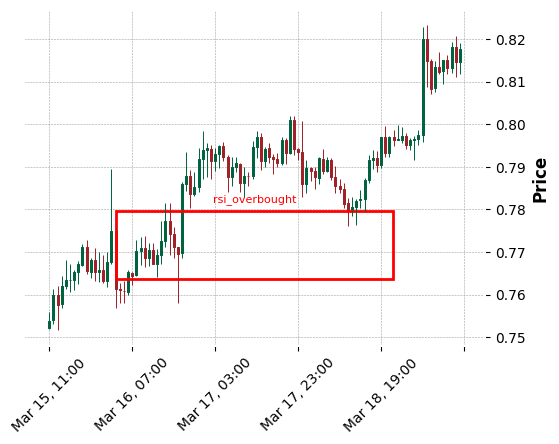 0.82
0.81
0.80
0.79
0.78
0.77
0.76
0.75
Price
rsi_overbought
Mar 15, 11:00
Mar 16, 07:00
Mar 17, 03:00
Mar 17, 23:00
Mar 18, 19:00